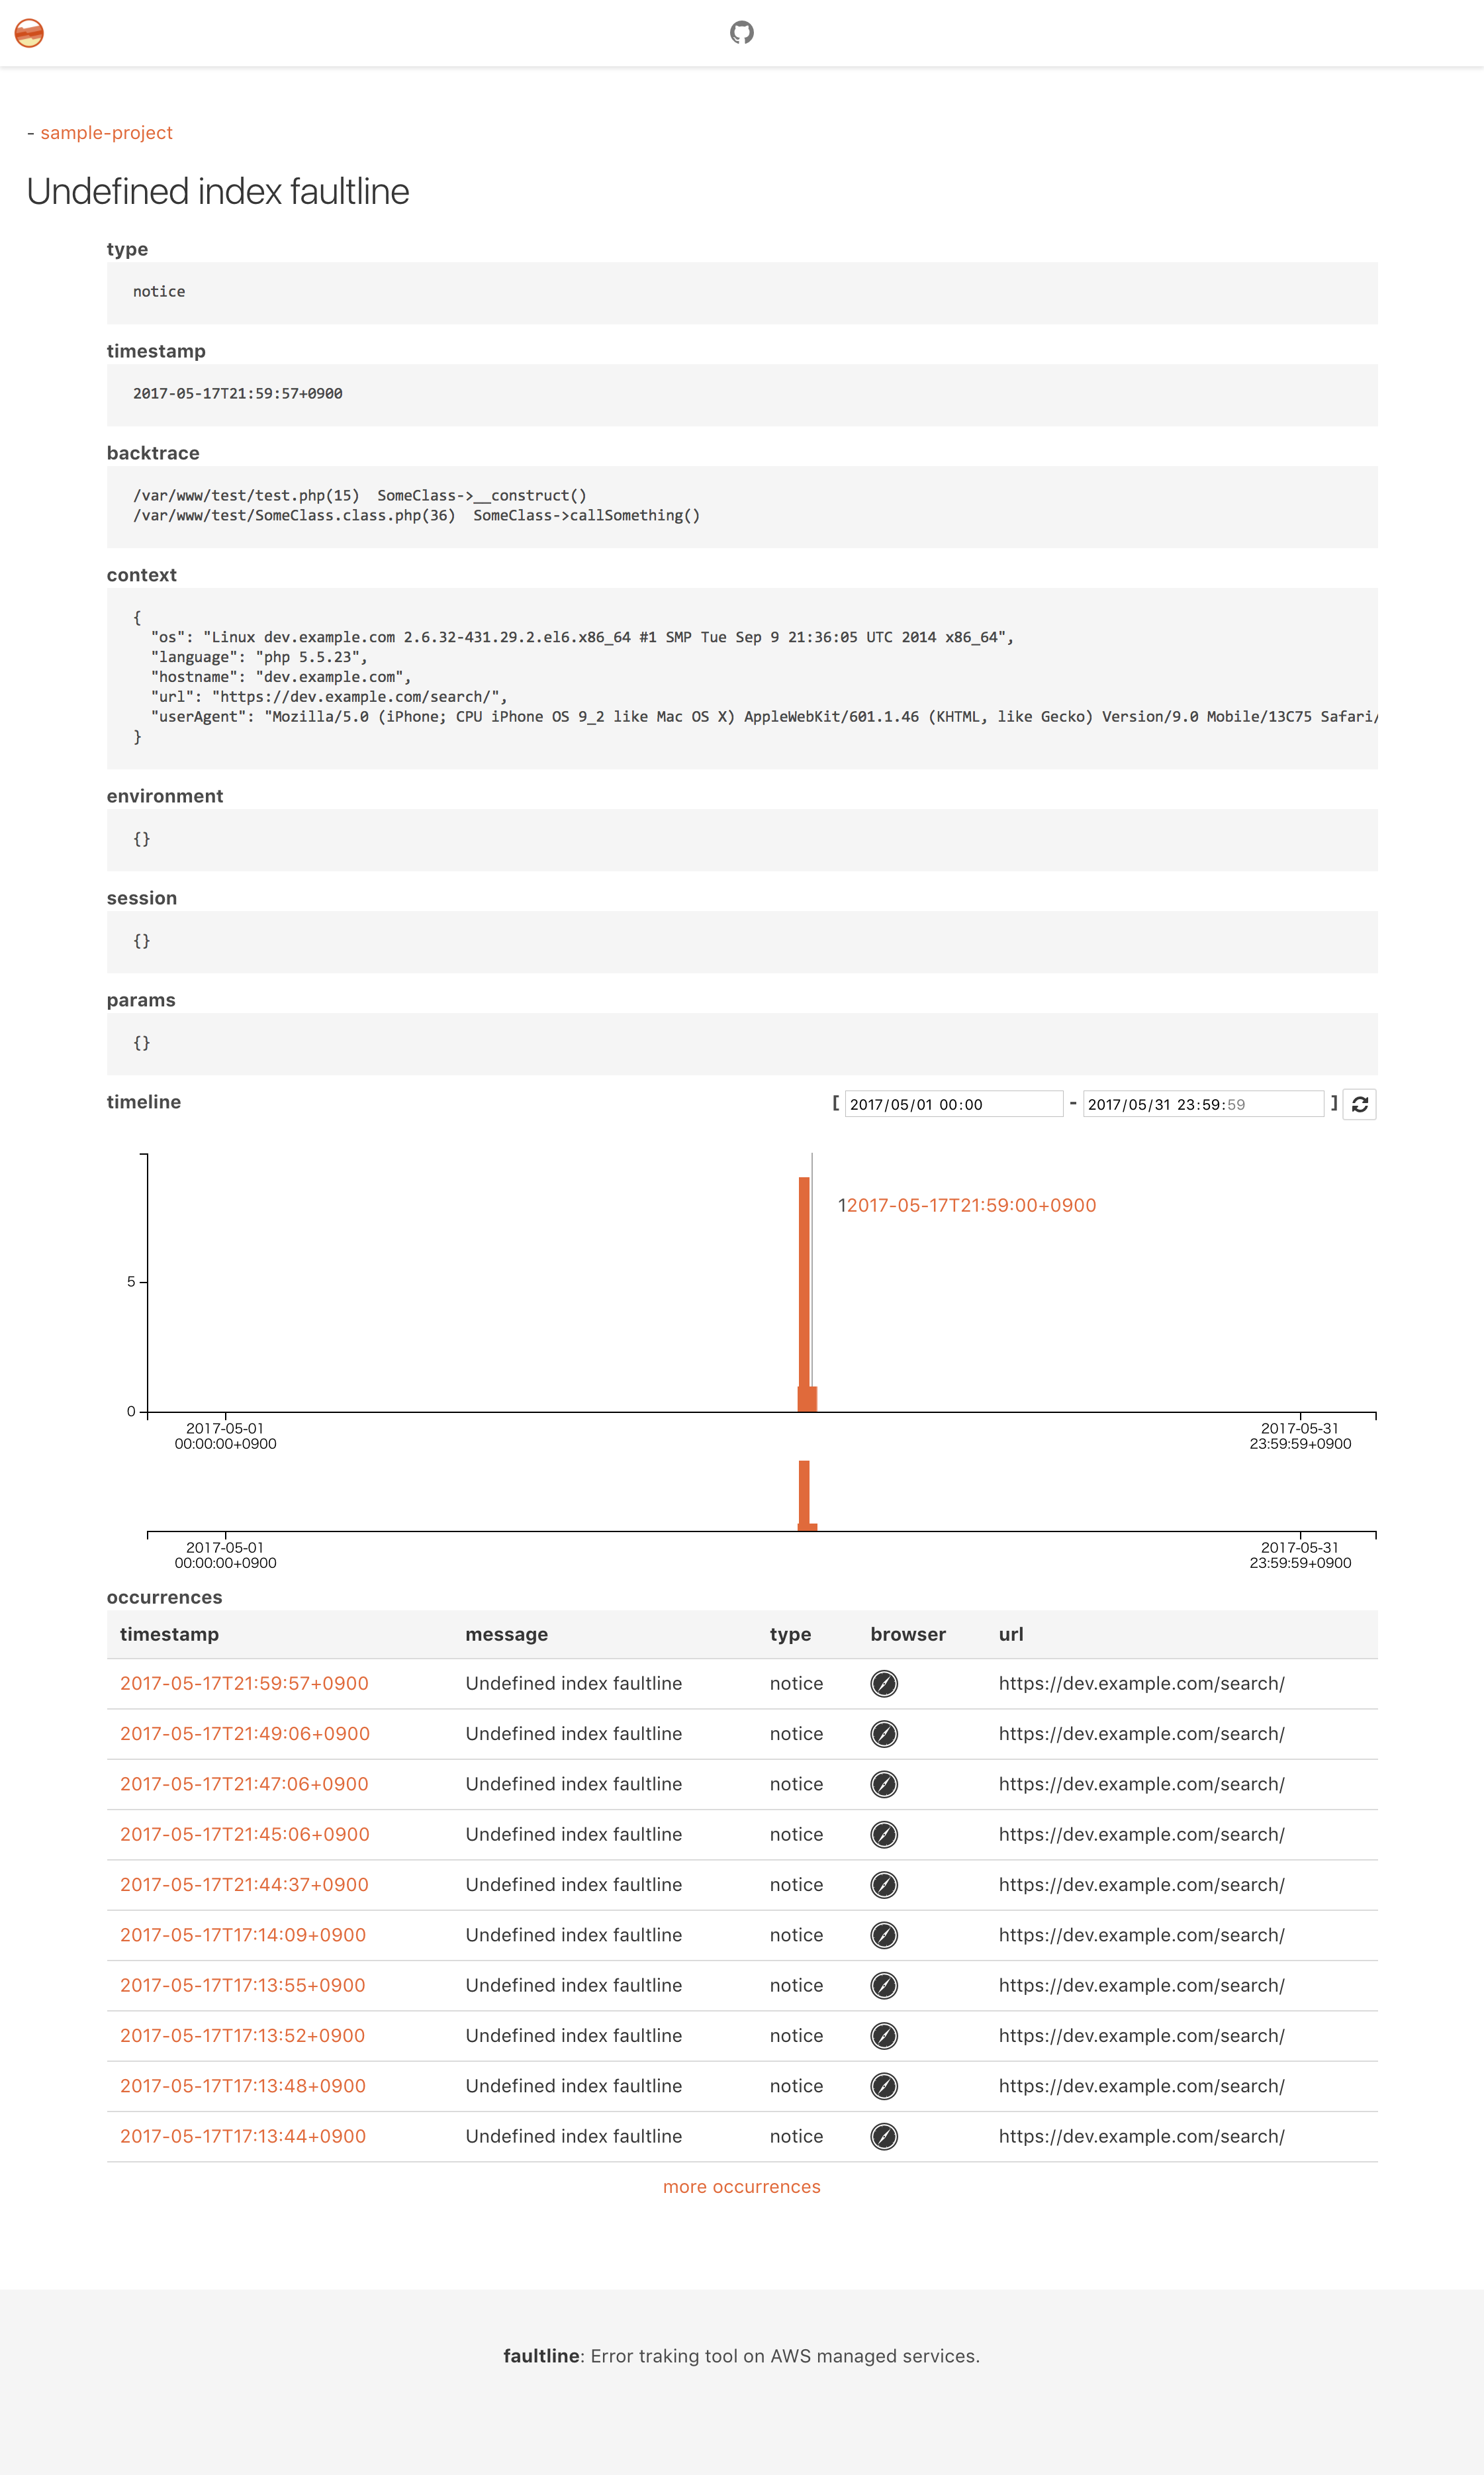 - sample-project
Undefined index faultline
type
notice
timestamp
2017-05-17T21:59:57+0900
backtrace
/var/www/test/test.php(15)  SomeClass->__construct()
/var/www/test/SomeClass.class.php(36)  SomeClass->callSomething()
context
{
  "os": "Linux dev.example.com 2.6.32-431.29.2.el6.x86_64 #1 SMP Tue Sep 9 21:36:05 UTC 2014 x86_64",
  "language": "php 5.5.23",
  "hostname": "dev.example.com",
  "url": "https://dev.example.com/search/",
  "userAgent": "Mozilla/5.0 (iPhone; CPU iPhone OS 9_2 like Mac OS X) AppleWebKit/601.1.46 (KHTML, like Gecko) Version/9.0 Mobile/13C75 Safari/
}
environment
{}
session
{}
params
{}
timeline [ 2017/05/01 00:00 - 2017/05/31 23:59:59 ]
12017-05-17T21:59:00+0900
5
0
2017-05-01 2017-05-31
00:00:00+0900 23:59:59+0900
2017-05-01 2017-05-31
00:00:00+0900 23:59:59+0900
occurrences
timestamp message type browser url
2017-05-17T21:59:57+0900 Undefined index faultline notice https://dev.example.com/search/
2017-05-17T21:49:06+0900 Undefined index faultline notice https://dev.example.com/search/
2017-05-17T21:47:06+0900 Undefined index faultline notice https://dev.example.com/search/
2017-05-17T21:45:06+0900 Undefined index faultline notice https://dev.example.com/search/
2017-05-17T21:44:37+0900 Undefined index faultline notice https://dev.example.com/search/
2017-05-17T17:14:09+0900 Undefined index faultline notice https://dev.example.com/search/
2017-05-17T17:13:55+0900 Undefined index faultline notice https://dev.example.com/search/
2017-05-17T17:13:52+0900 Undefined index faultline notice https://dev.example.com/search/
2017-05-17T17:13:48+0900 Undefined index faultline notice https://dev.example.com/search/
2017-05-17T17:13:44+0900 Undefined index faultline notice https://dev.example.com/search/
more occurrences
faultline: Error traking tool on AWS managed services.